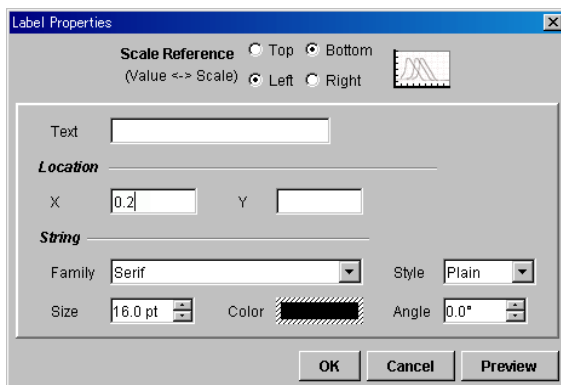 Label Properties
Scale Reference Top Bottom
(Value <-> Scale) Left Right
Text
Location
X 0.2 Y
String
Family Serif Style Plain
Size 16.0 pt Color Angle 0.0°
OK Cancel Preview